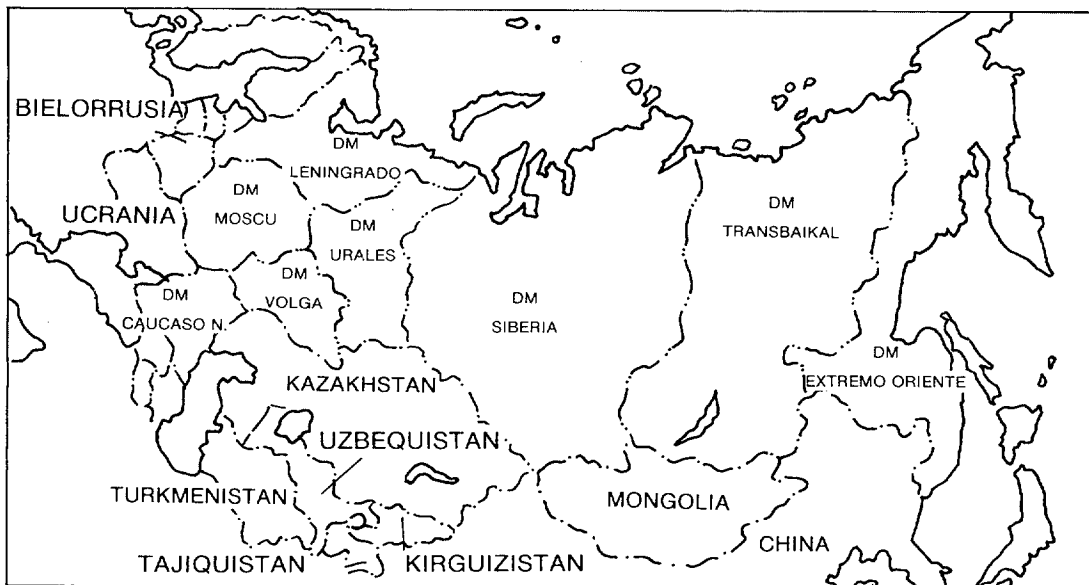 BIELORRUSIA
DM
LENINGRADO
DM
MOSCU
UCRANIA
DM
URALES
DM
TRANSBAIKAL
DM
VOLGA
DM
CAUCASO N.
DM
SIBERIA
DM
EXTREMO ORIENTE
KAZAKHSTAN
UZBEQUISTAN
TURKMENISTAN
MONGOLIA
TAJIQUISTAN
KIRGUIZISTAN
CHINA